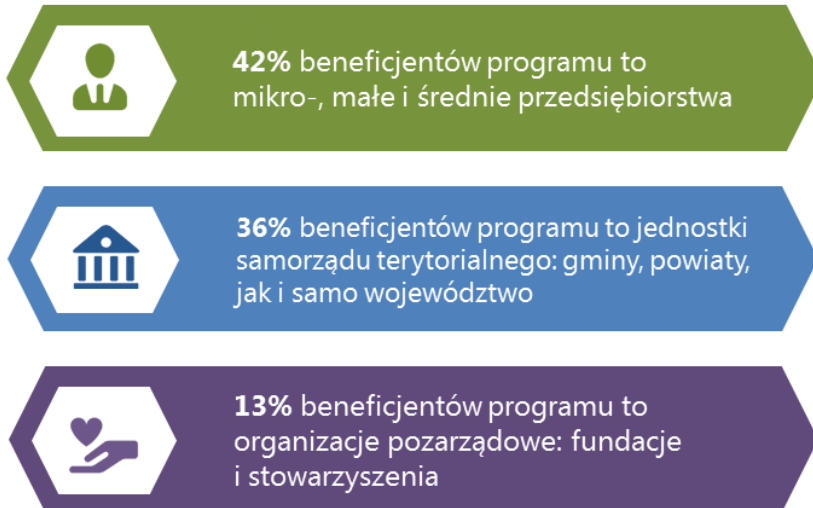 42% beneficjentów programu to
mikro-, małe i średnie przedsiębiorstwa
36% beneficjentów programu to jednostki
samorządu terytorialnego: gminy, powiaty,
jak i samo województwo
13% beneficjentów programu to
organizacje pozarządowe: fundacje
i stowarzyszenia